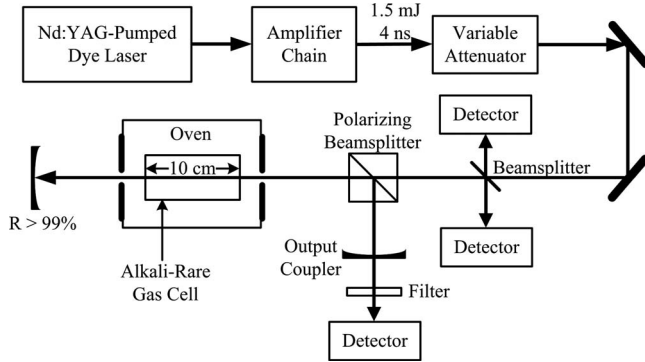 Nd:YAG-Pumped
Dye Laser
Amplifier
Chain
1.5 mJ
4 ns
Variable
Attenuator
Oven
10 cm
R > 99%
Alkali-Rare
Gas Cell
Polarizing
Beamsplitter
Detector
Beamsplitter
Detector
Output
Coupler
Filter
Detector